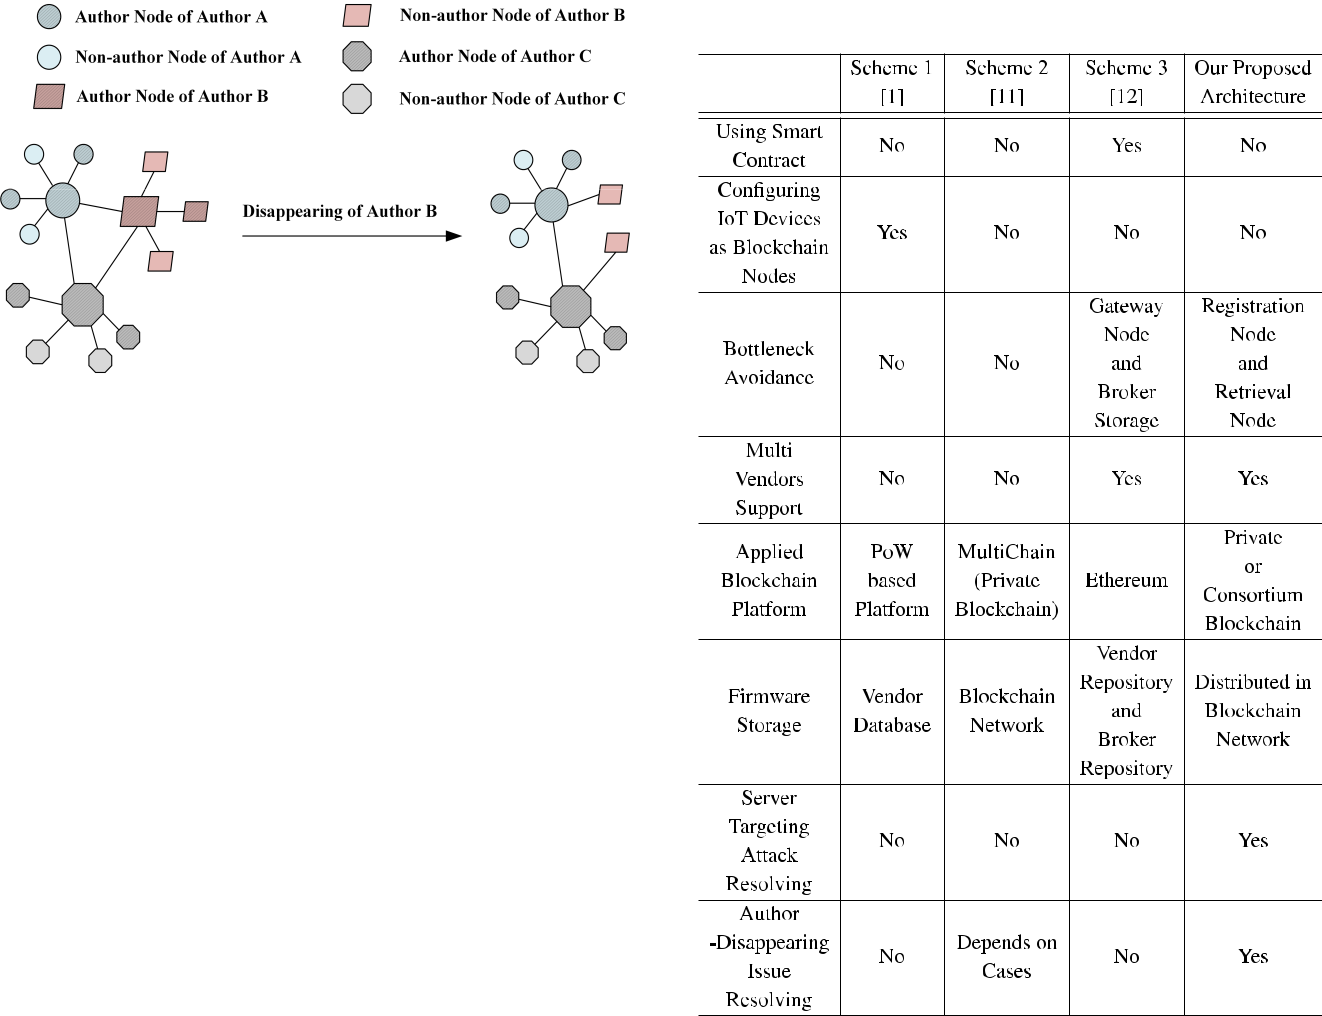 Author Node of Author A
Non-author Node of Author A
Author Node of Author B
Non-author Node of Author B
Author Node of Author C
Non-author Node of Author C
Disappearing of Author B
Scheme 1
[1]
Scheme 2
[11]
Scheme 3
[12]
Our Proposed
Architecture
Using Smart
Contract
No
No
Yes
No
Configuring
IoT Devices
as Blockchain
Nodes
Yes
No
No
No
Bottleneck
Avoidance
No
No
Gateway
Node
and
Broker
Storage
Registration
Node
and
Retrieval
Node
Multi
Vendors
Support
No
No
Yes
Yes
Applied
Blockchain
Platform
PoW
based
Platform
MultiChain
(Private
Blockchain)
Ethereum
Private
or
Consortium
Blockchain
Firmware
Storage
Vendor
Database
Blockchain
Network
Vendor
Repository
and
Broker
Repository
Distributed in
Blockchain
Network
Server
Targeting
Attack
Resolving
No
No
No
Yes
Author
-Disappearing
Issue
Resolving
No
Depends on
Cases
No
Yes